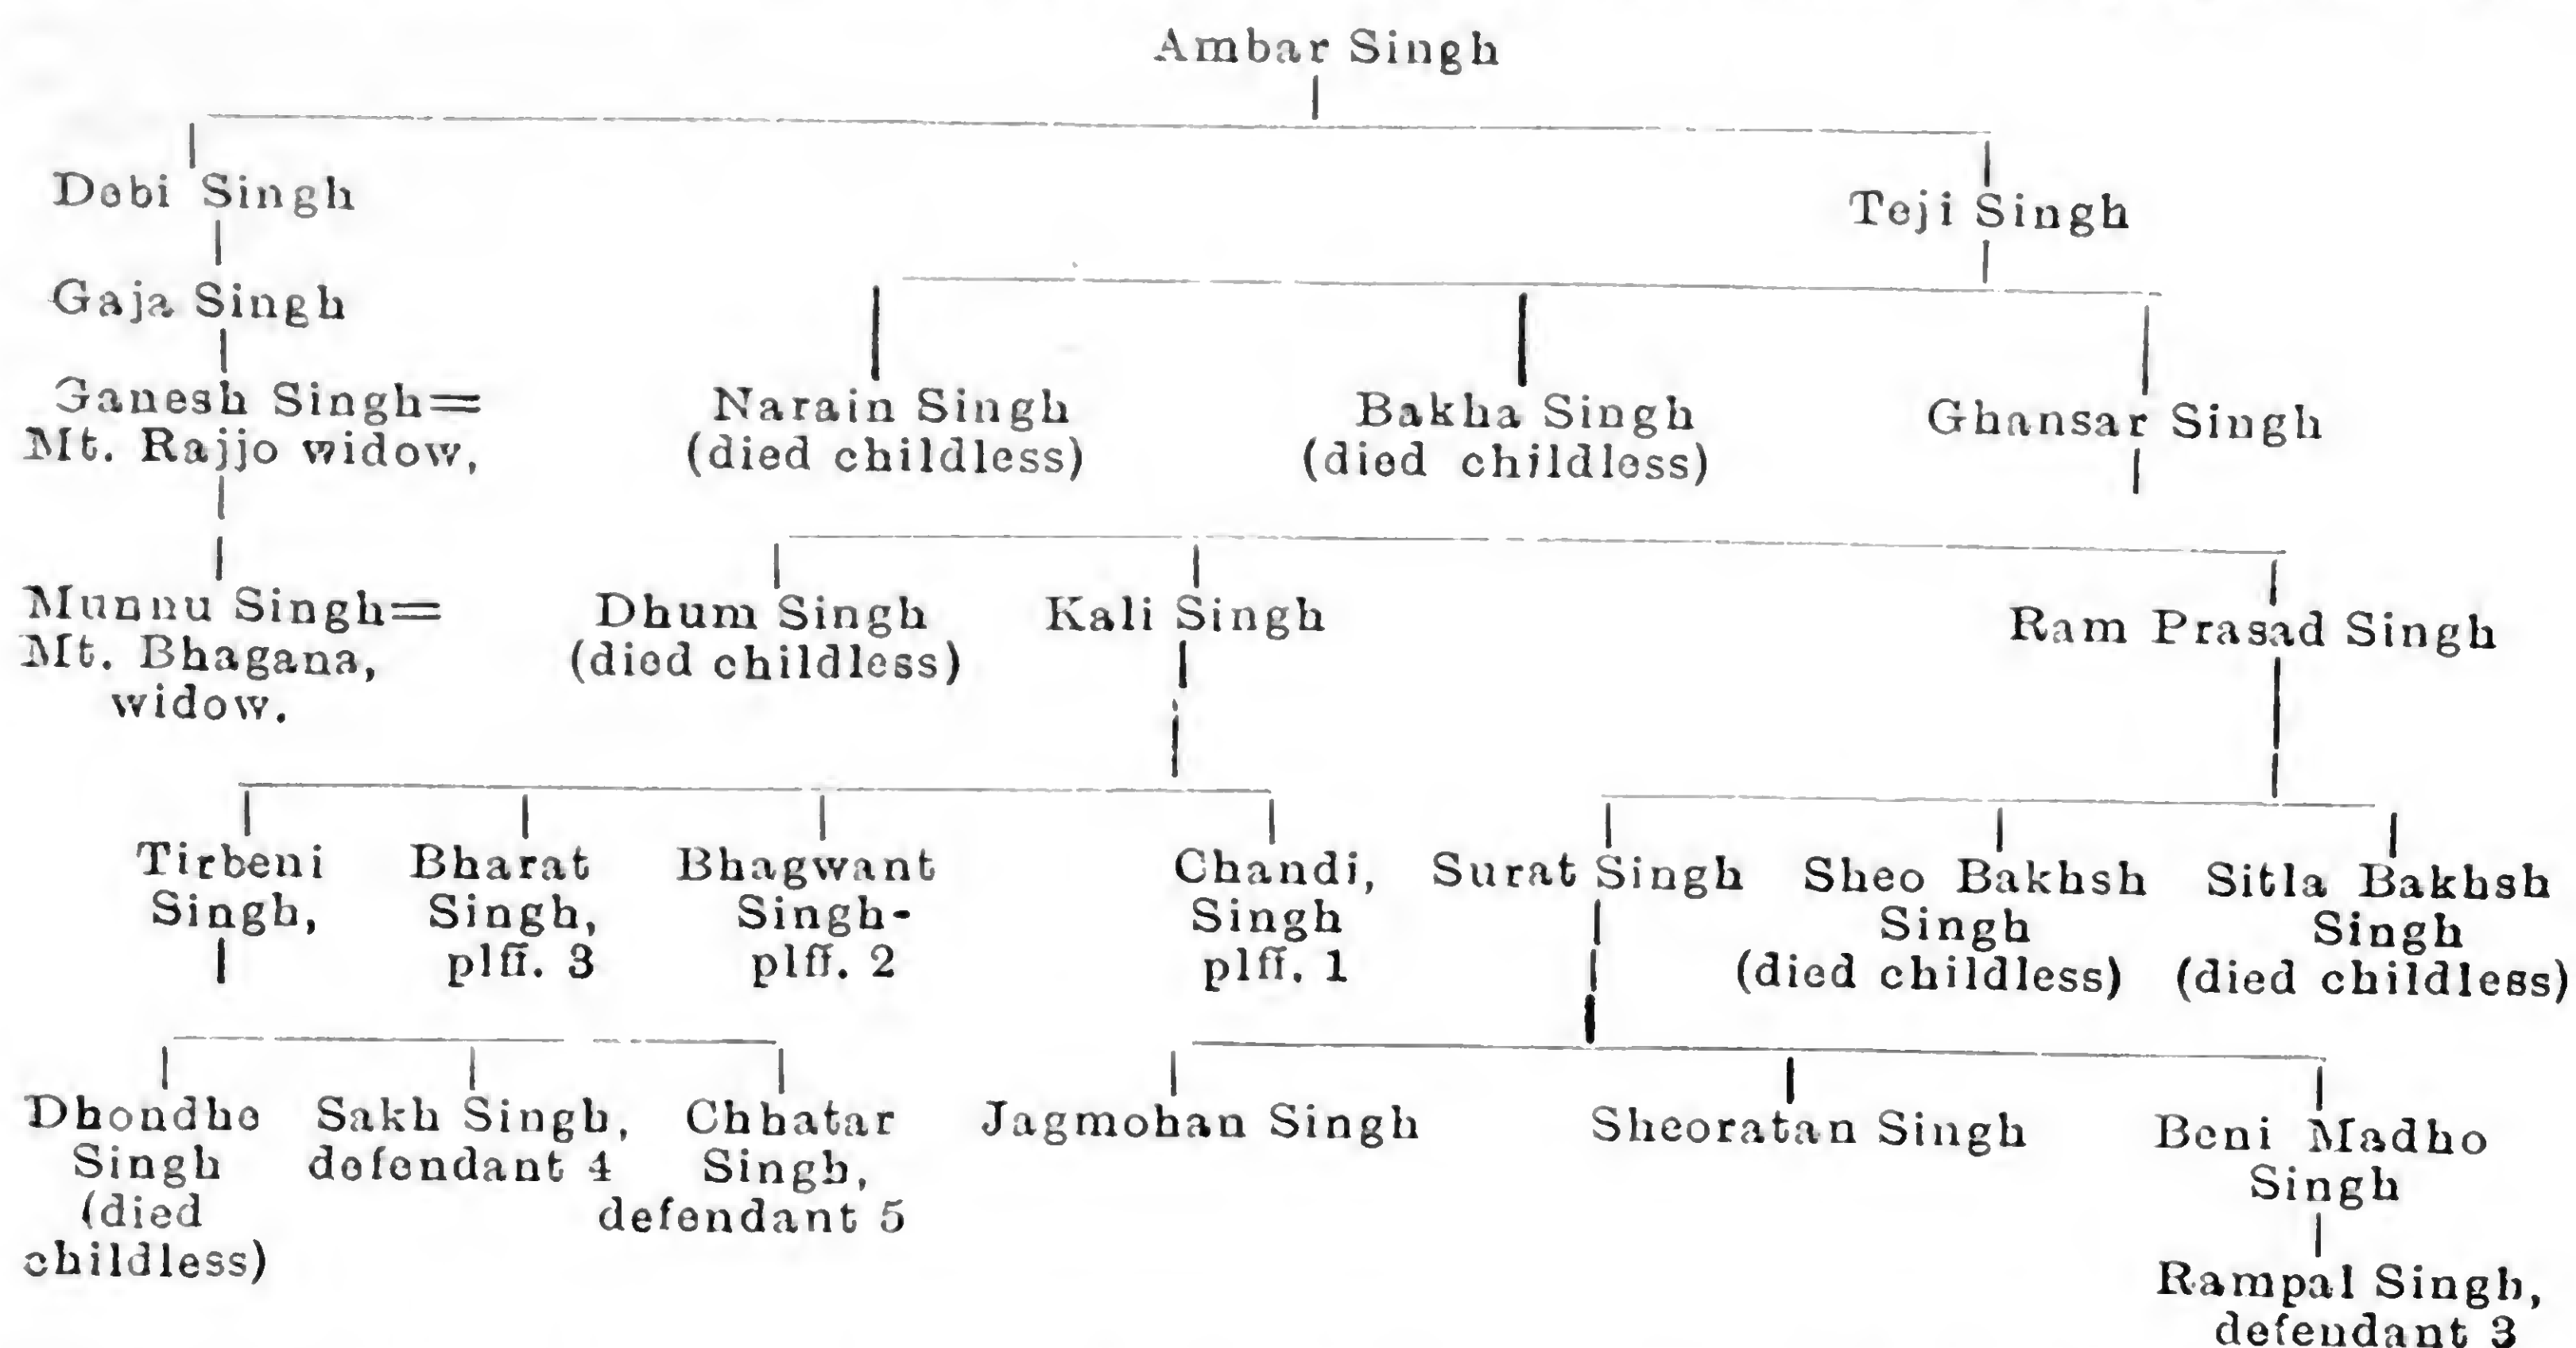 Ambar Singh
Debi Singh
Teji Singh
Gaja Singh
Ganesh Singh=
Mt. Rajjo widow,
Narain Singh
(died childless)
Bakha Singh
(died childless)
Ghansar Singh
Munnu Singh=
Mt. Bhagana,
widow.
Dhum Singh
(died childless)
Kali Singh
Ram Prasad Singh
Tirbeni
Singh,
Bharat
Singh,
plff. 3
Bhagwant
Singh-
plff. 2
Chandi,
Singh
plff. 1
Surat Singh
Sheo Bakhsh
Singh
(died childless)
Sitla Bakhsh
Singh
(died childless)
Dhondhe
Singh
(died
childless)
Sakh Singh,
defendant 4
Chhatar
Singh,
defendant 5
Jagmohan Singh
Sheoratan Singh
Beni Madho
Singh
Rampal Singh,
defendant 3